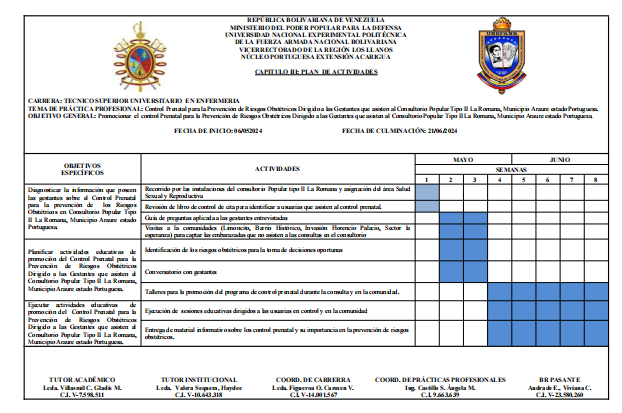 REPÚBLICA BOLIVARIANA DE VENEZUELA
MINISTERIO DEL PODER POPULAR PARA LA DEFENSA
UNIVERSIDAD NACIONAL EXPERIMENTAL POLITÉCNICA
DE LA FUERZA ARMADA NACIONAL BOLIVARIANA
VICERRECTORADO DE LA REGIÓN LOS LLANOS
NÚCLEO PORTUGUESA EXTENSIÓN ACARIGUA
CAPITULO III: PLAN DE ACTIVIDADES
CARRERA: TECNICO SUPERIOR UNIVERSITARIO EN ENFERMERIA
TEMA DE PRÁCTICA PROFESIONAL: Control Prenatal para la Prevención de Riesgos Obstétricos Dirigido a las Gestantes que asisten al Consultorio Popular Tipo II La Romana, Municipio Araure estado Portuguesa.
OBJETIVO GENERAL: Promocionar el control Prenatal para la Prevención de Riesgos Obstétricos Dirigido a las Gestantes que asisten al Consultorio Popular Tipo II La Romana, Municipio Araure estado Portuguesa.
FECHA DE INICIO: 06/052024 FECHA DE CULMINACIÓN: 21/06/2024
OBJETIVOS
ESPECÍFICOS
ACTIVIDADES
MAYO JUNIO
SEMANAS
1 2 3 4 5 6 7 8
Diagnosticar la información que poseen
las gestantes sobre el Control Prenatal
para la prevención de los Riesgos
Obstétricos en Consultorio Popular Tipo
II La Romana, Municipio Araure estado
Portuguesa.
Recorrido por las instalaciones del consultorio Popular tipo II La Romana y asignación del área Salud
Sexual y Reproductiva
Revisión de libro de control de cita para identificar a usuarias que asisten al control prenatal.
Guía de preguntas aplicada a las gestantes entrevistadas
Visitas a la comunidades (Limoncito, Barrio Histórico, Invasión Florencio Palacio, Sector la
esperanza) para captar las embarazadas que no asisten a las consultas en el consultorio
Planificar actividades educativas de
promoción del Control Prenatal para la
Prevención de Riesgos Obstétricos
Dirigido a las Gestantes que asisten al
Consultorio Popular Tipo II La Romana,
Municipio Araure estado Portuguesa.
Identificación de los riesgos obstétricos para la toma de decisiones oportunas
Conversatorio con gestantes
Talleres para la promoción del programa de control prenatal durante la consulta y en la comunidad.
Ejecutar actividades educativas de
promoción del Control Prenatal para la
Prevención de Riesgos Obstétricos
Dirigido a las Gestantes que asisten al
Consultorio Popular Tipo II La Romana,
Municipio Araure estado Portuguesa.
Ejecución de sesiones educativas dirigidos a las usuarias en control y en la comunidad
Entrega de material informativo sobre los control prenatal y su importancia en la prevención de riesgos
obstétricos.
TUTOR ACADÉMICO
Lcda. Villasmil C. Gladis M.
C.I. V-7.598.511
TUTOR INSTITUCIONAL
Lcda. Valera Sequera, Haydee
C.I. V-10.643.318
COORD. DE CARRERRA
Lcda. Figueroa O. Carmen V.
C.I. V-14.001.567
COORD. DE PRÁCTICAS PROFESIONALES
Ing. Castillo S. Ángela M.
C.I. 9.663.639
BR PASANTE
Andrade E., Viviana C.
C.I. V-23.580.260